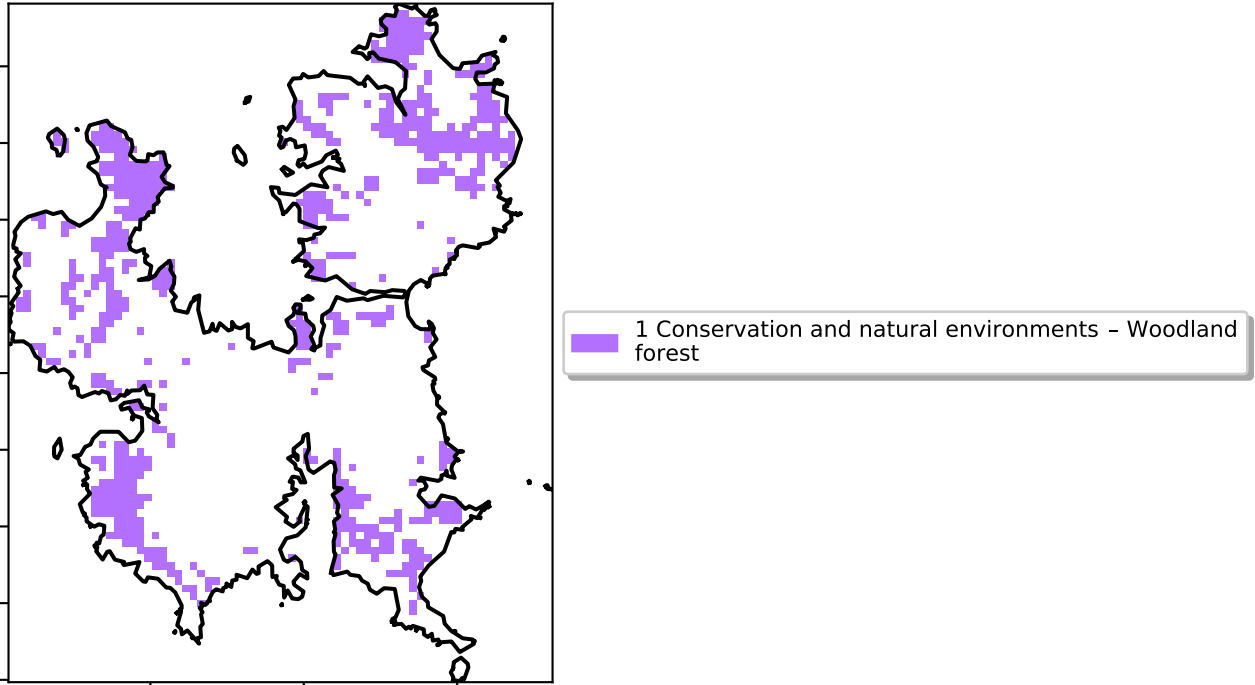 1 Conservation and natural environments – Woodland
forest